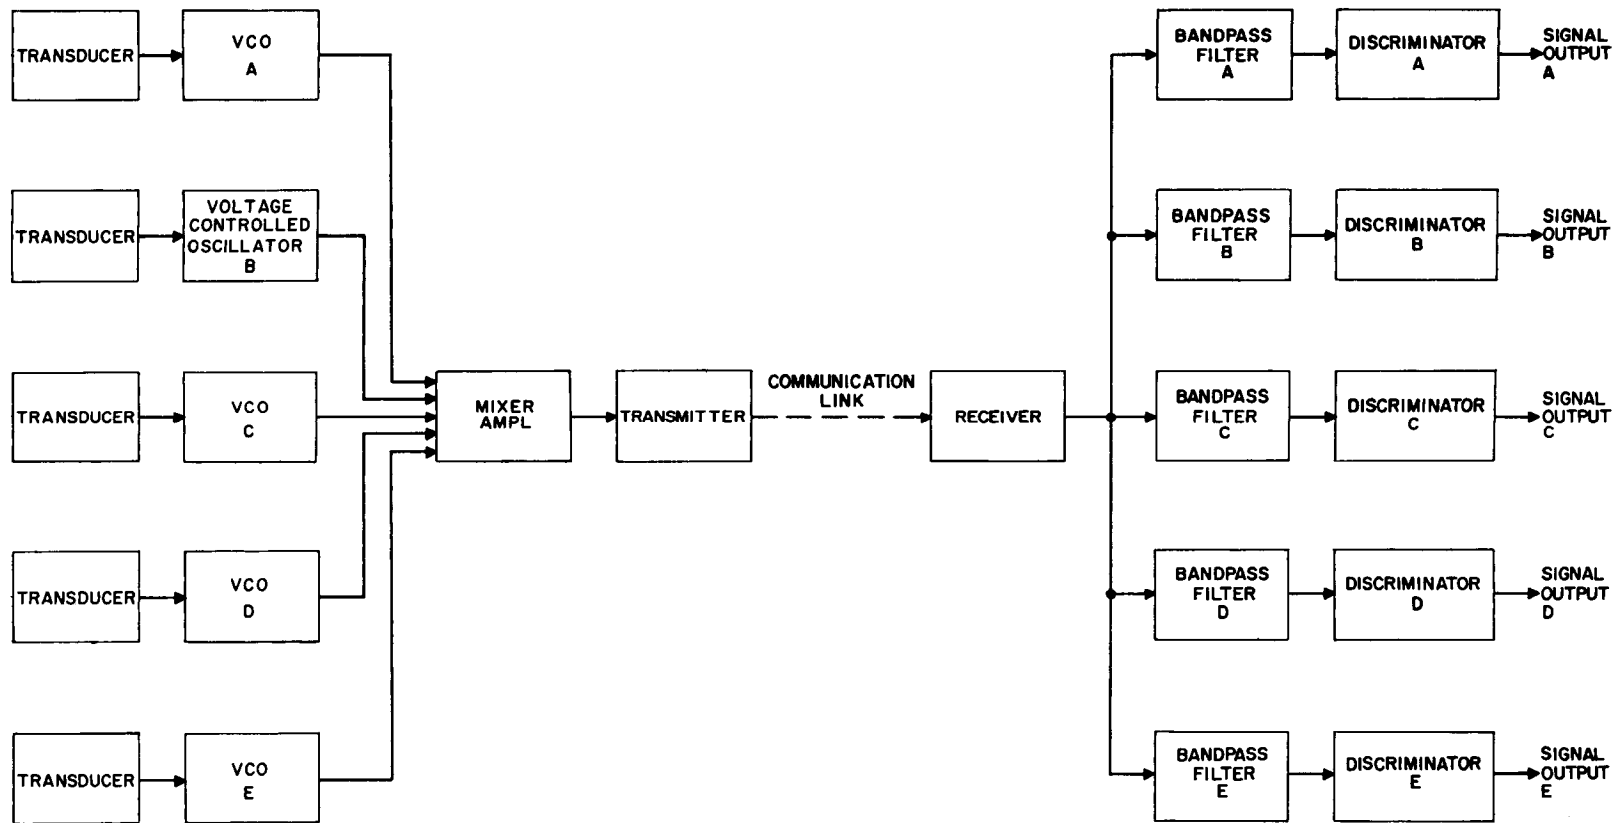 TRANSDUCER
VCO
A
BANDPASS
FILTER
A
DISCRIMINATOR
A
SIGNAL
OUTPUT
A
TRANSDUCER
VOLTAGE
CONTROLLED
OSCILLATOR
B
BANDPASS
FILTER
B
DISCRIMINATOR
B
SIGNAL
OUTPUT
B
TRANSDUCER
VCO
C
MIXER
AMPL
TRANSMITTER
COMMUNICATION
LINK
RECEIVER
BANDPASS
FILTER
C
DISCRIMINATOR
C
SIGNAL
OUTPUT
C
TRANSDUCER
VCO
D
BANDPASS
FILTER
D
DISCRIMINATOR
D
SIGNAL
OUTPUT
D
TRANSDUCER
VCO
E
BANDPASS
FILTER
E
DISCRIMINATOR
E
SIGNAL
OUTPUT
E